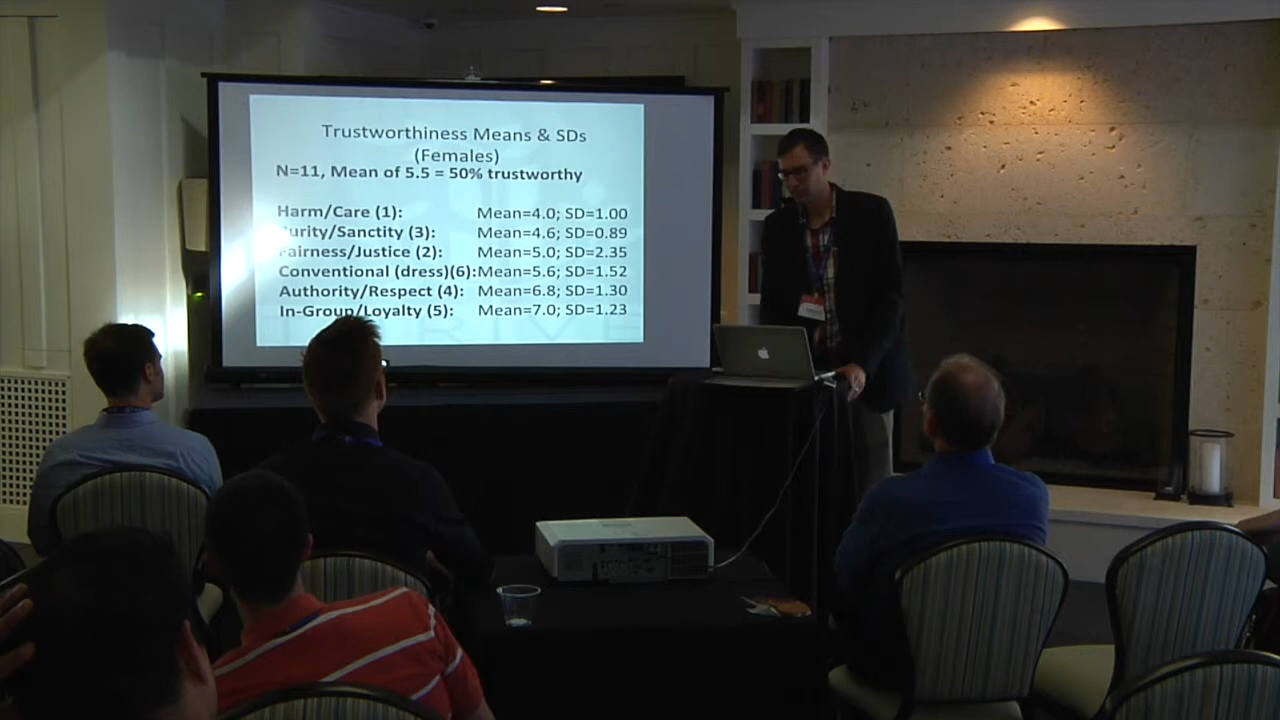 Trustworthiness Means & SDs
(Females)
N=11, Mean of 5.5 = 50% trustworthy
Harm/Care (1): Mean=4.0; SD=1.00
Purity/Sanctity (3): Mean=4.6; SD=0.89
Fairness/Justice (2): Mean=5.0; SD=2.35
Conventional (dress)(6):Mean=5.6; SD=1.52
Authority/Respect (4): Mean=6.8; SD=1.30
In-Group/Loyalty (5): Mean=7.0; SD=1.23